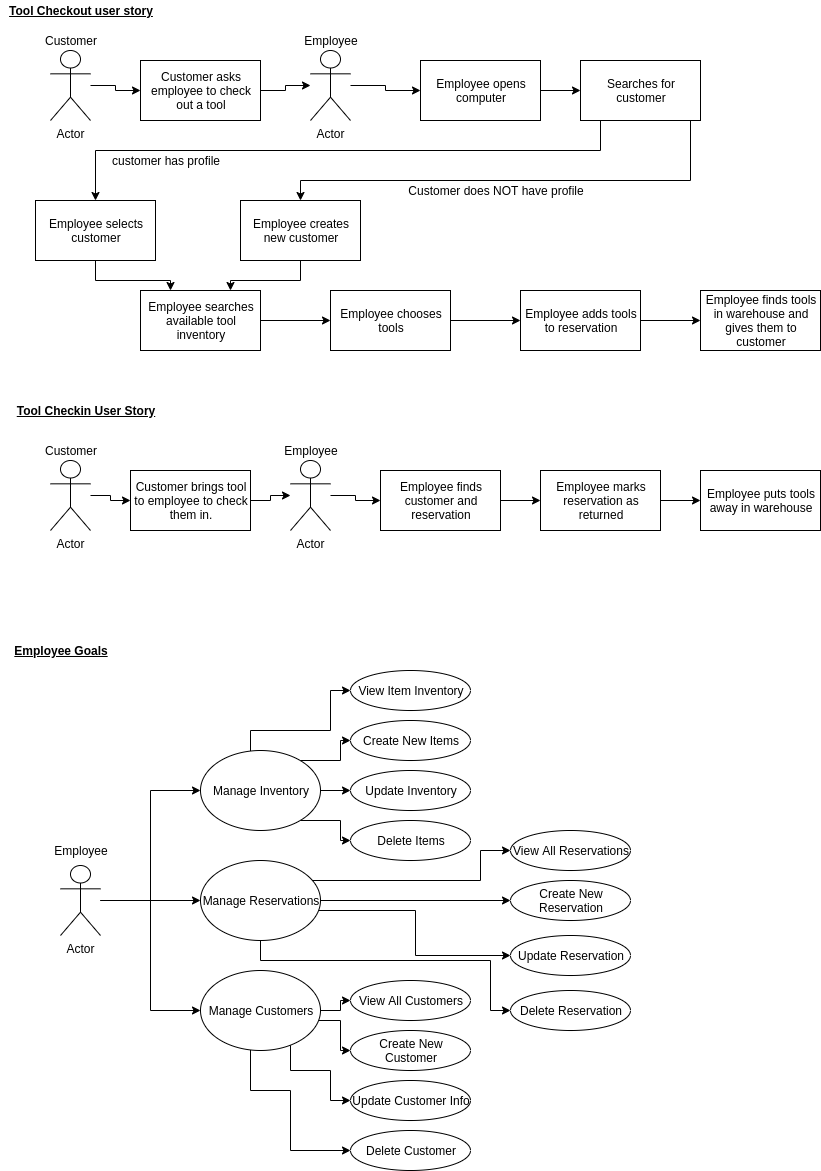 Tool Checkout user story
Customer
Employee
Customer asks
employee to check
out a tool
Employee opens
computer
Searches for
customer
Actor
Actor
customer has profile
Customer does NOT have profile
Employee selects
customer
Employee creates
new customer
Employee searches
available tool
inventory
Employee chooses
tools
Employee adds tools
to reservation
Employee finds tools
in warehouse and
gives them to
customer
Tool Checkin User Story
Customer
Employee
Customer brings tool
to employee to check
them in.
Employee finds
customer and
reservation
Employee marks
reservation as
returned
Employee puts tools
away in warehouse
Actor
Actor
Employee Goals
View Item Inventory
Create New Items
Manage Inventory
Update Inventory
Delete Items
Employee
Actor
Manage Reservations
View All Reservations
Create New
Reservation
Update Reservation
Delete Reservation
Manage Customers
View All Customers
Create New
Customer
Update Customer Info
Delete Customer